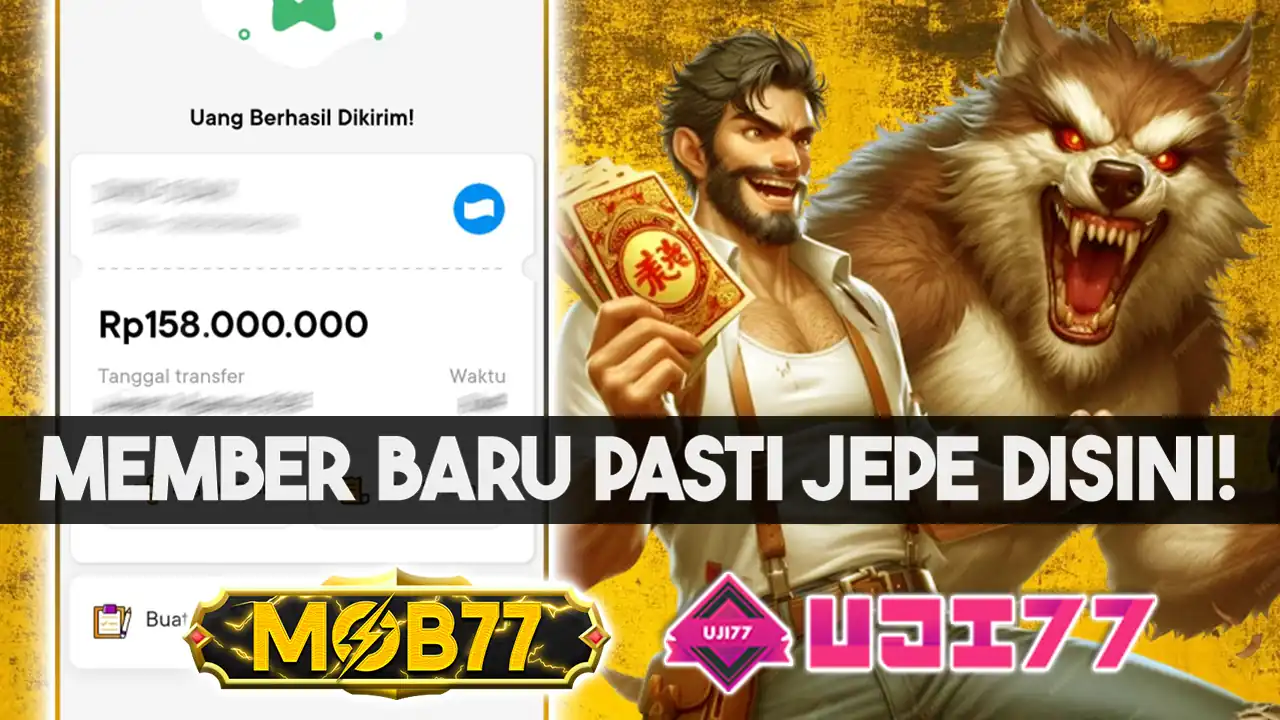 Uang Berhasil Dikirim!
Rp158.000.000
Tanggal transfer
Waktu
MEMBER BARU PASTI JEPE DISINI!
Buat
MOB77
UJI77
UJI77